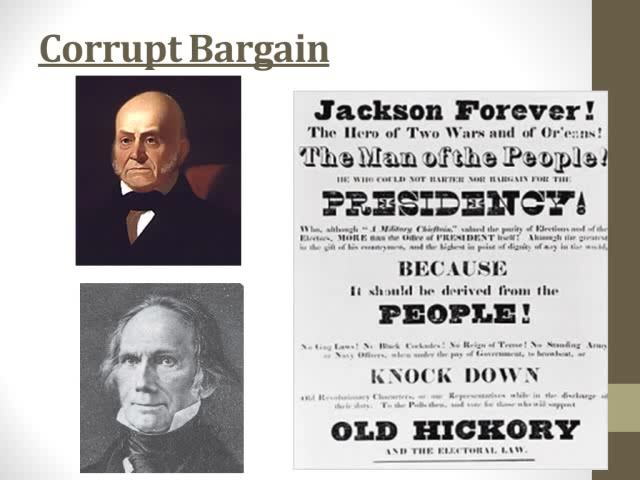 Corrupt Bargain
Jackson Forever!
The Hero of Two Wars and of Or'eans!
The Man of the People!
HE WHO COULD NOT BARTER NOR BARGAIN FOR THE
PRESIDENCY!
Who, although "A Military Chieftain," valued the purity of Elections and of the
Electors, MORE than the Office of PRESIDENT itself! Although the greatest
in the gift of his countrymen, and the highest in point of dignity of any in the world,
BECAUSE
It should be derived from the
PEOPLE!
No Gag Laws! No Black Cockades! No Reign of Terror! No Standing Army
or Navy Officers, when under the pay of Government, to browbeat, or
KNOCK DOWN
Old Revolutionary Characters, or our Representatives while in the discharge of
their duty. To the Polls then, and vote for those who will support
OLD HICKORY
AND THE ELECTORAL LAW.